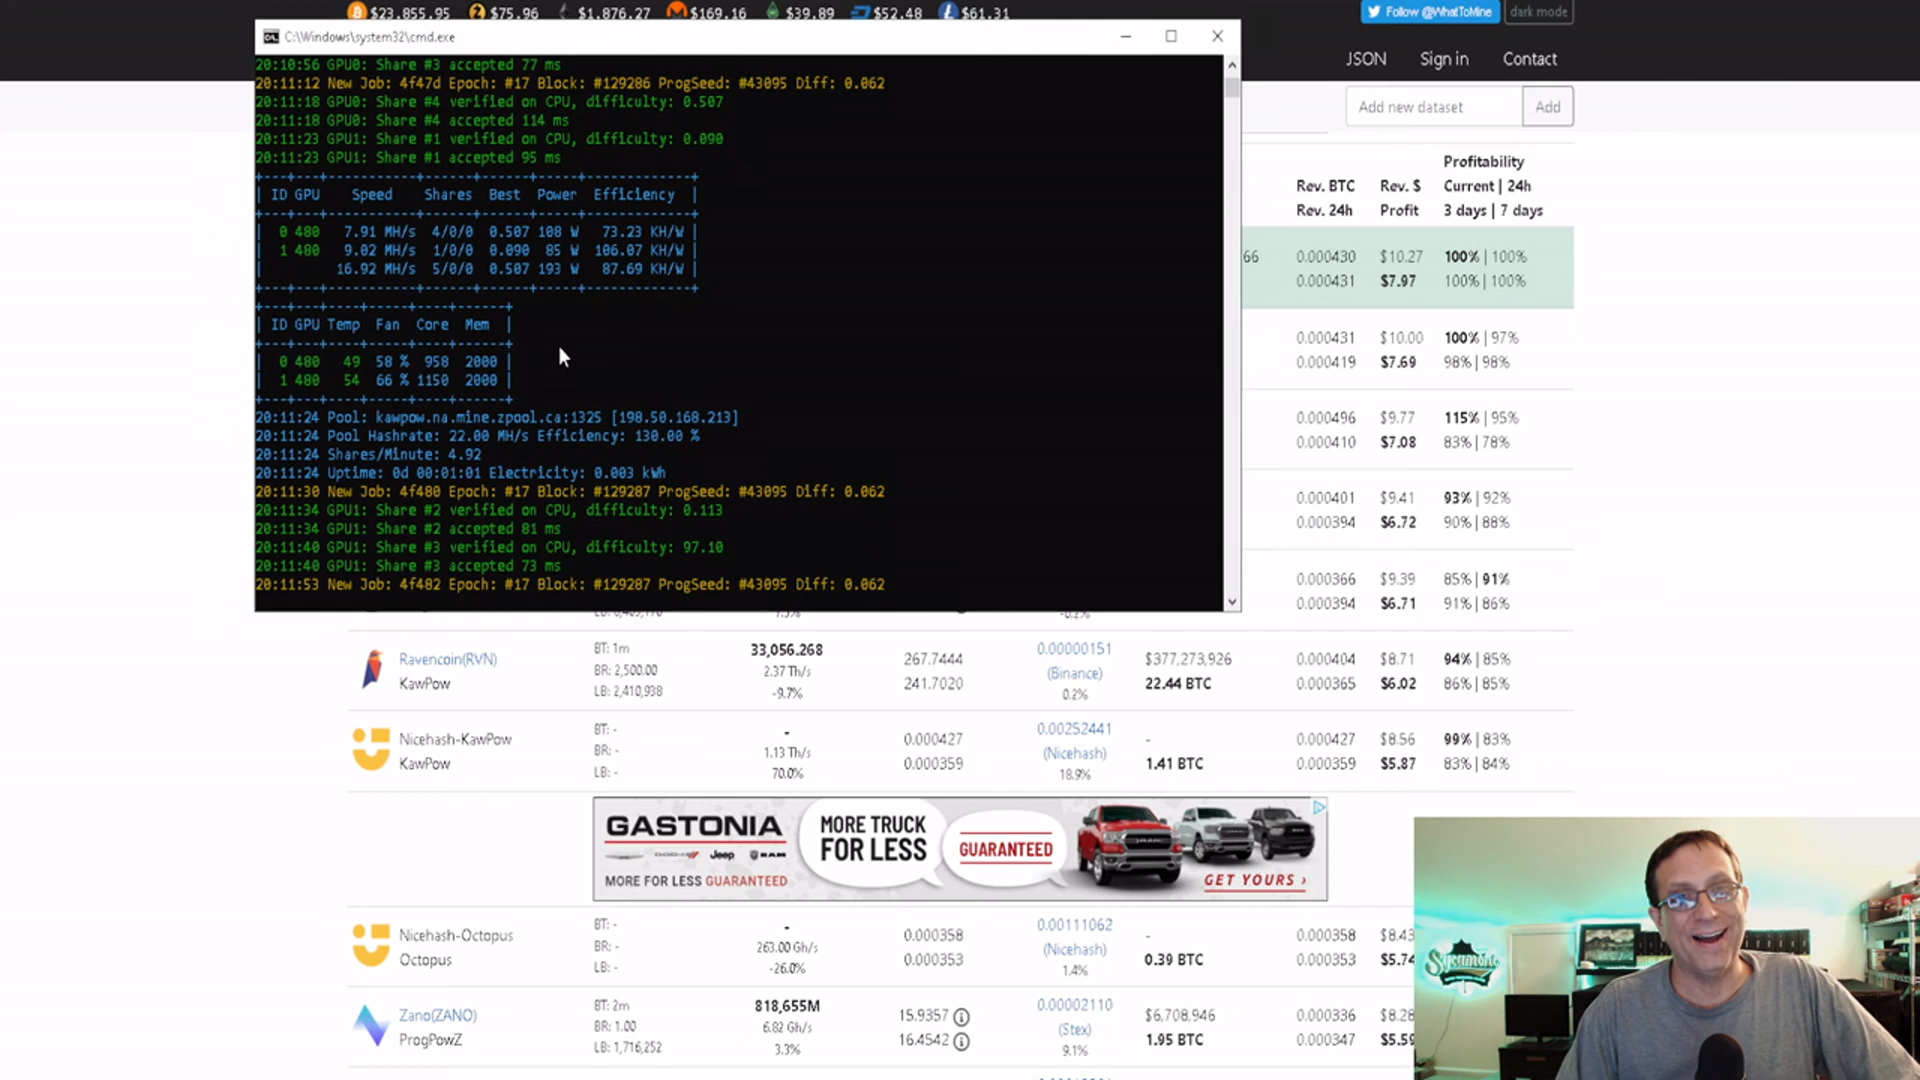 $23,855.95 $75.96 $1,876.27 $169.16 $39.89 $52.48 $61.31
Follow @WhatToMine dark mode
C:\Windows\system32\cmd.exe
JSON Sign in Contact
Add new dataset Add
20:10:56 GPU0: Share #3 accepted 77 ms
20:11:12 New Job: 4f47d Epoch: #17 Block: #129286 ProgSeed: #43095 Diff: 0.062
20:11:18 GPU0: Share #4 verified on CPU, difficulty: 0.507
20:11:18 GPU0: Share #4 accepted 114 ms
20:11:23 GPU1: Share #1 verified on CPU, difficulty: 0.090
20:11:23 GPU1: Share #1 accepted 95 ms
ID GPU Speed Shares Best Power Efficiency
0 480 7.91 MH/s 4/0/0 0.507 108 W 73.23 KH/W
1 480 9.02 MH/s 1/0/0 0.090 85 W 106.07 KH/W
16.92 MH/s 5/0/0 0.507 193 W 87.69 KH/W
ID GPU Temp Fan Core Mem
0 480 49 58 % 958 2000
1 480 54 66 % 1150 2000
20:11:24 Pool: kawpow.na.mine.zpool.ca:1325 [198.50.168.213]
20:11:24 Pool Hashrate: 22.00 MH/s Efficiency: 130.00 %
20:11:24 Shares/Minute: 4.92
20:11:24 Uptime: 0d 00:01:01 Electricity: 0.003 kWh
20:11:30 New Job: 4f480 Epoch: #17 Block: #129287 ProgSeed: #43095 Diff: 0.062
20:11:34 GPU1: Share #2 verified on CPU, difficulty: 0.113
20:11:34 GPU1: Share #2 accepted 81 ms
20:11:40 GPU1: Share #3 verified on CPU, difficulty: 97.10
20:11:40 GPU1: Share #3 accepted 73 ms
20:11:53 New Job: 4f482 Epoch: #17 Block: #129287 ProgSeed: #43095 Diff: 0.062
Profitability
Rev. BTC Rev. $ Current | 24h
Rev. 24h Profit 3 days | 7 days
66 0.000430 $10.27 100% | 100%
0.000431 $7.97 100% | 100%
0.000431 $10.00 100% | 97%
0.000419 $7.69 98% | 98%
0.000496 $9.77 115% | 95%
0.000410 $7.08 83% | 78%
0.000401 $9.41 93% | 92%
0.000394 $6.72 90% | 88%
0.000366 $9.39 85% | 91%
0.000394 $6.71 91% | 86%
Ravencoin(RVN) BT: 1m 33,056.268 267.7444 0.00000151 $377,273,926 0.000404 $8.71 94% | 85%
KawPow BR: 2,500.00 2.37 Th/s 241.7020 (Binance) 22.44 BTC 0.000365 $6.02 86% | 85%
LB: 2,410,938 -9.7% 0.2%
Nicehash-KawPow BT: - - 0.000427 0.00252441 - 0.000427 $8.56 99% | 83%
KawPow BR: - 1.13 Th/s 0.000359 (Nicehash) 1.41 BTC 0.000359 $5.87 83% | 84%
LB: - 70.0% 18.9%
GASTONIA
Jeep RAM
MORE FOR LESS GUARANTEED
MORE TRUCK
FOR LESS
GUARANTEED
GET YOURS ›
Nicehash-Octopus BT: - - 0.000358 0.00111062 - 0.000358 $8.43
Octopus BR: - 263.00 Gh/s 0.000353 (Nicehash) 0.39 BTC 0.000353 $5.74
LB: - -26.0% 1.4%
Zano(ZANO) BT: 2m 818,655M 15.9357 0.00002110 $6,708,946 0.000336 $8.28
ProgPowZ BR: 1.00 6.82 Gh/s 16.4542 (Stex) 1.95 BTC 0.000347 $5.59
LB: 1,716,252 3.3% 9.1%